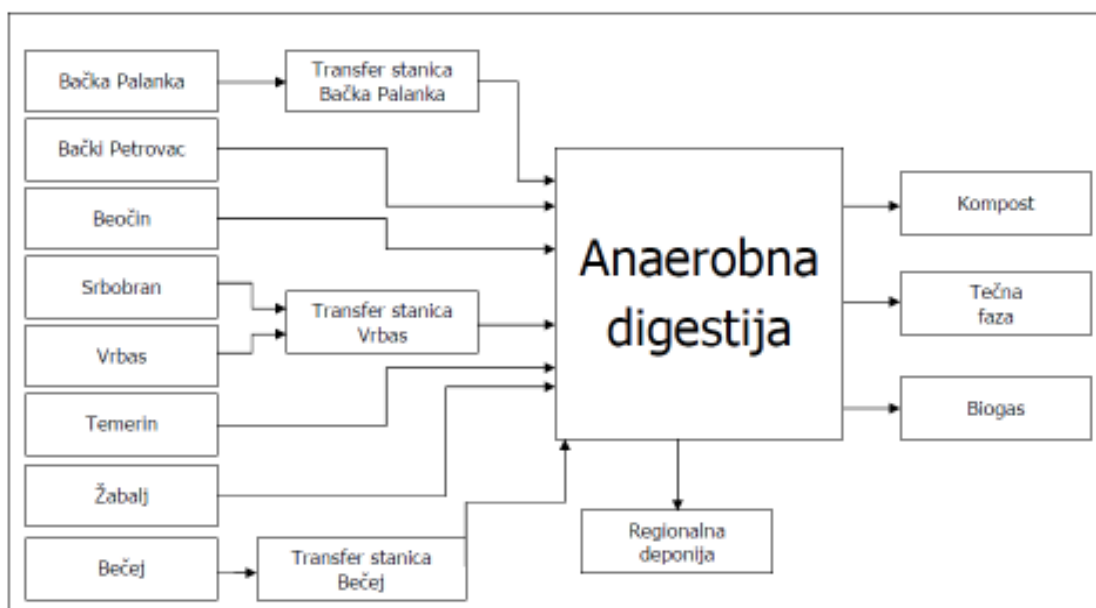 Bačka Palanka
Transfer stanica
Bačka Palanka
Bački Petrovac
Beočin
Srbobran
Transfer stanica
Vrbas
Vrbas
Temerin
Žabalj
Bečej
Transfer stanica
Bečej
Anaerobna
digestija
Kompost
Tečna
faza
Biogas
Regionalna
deponija